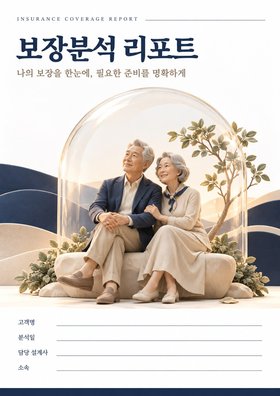 INSURANCE COVERAGE REPORT
보장분석 리포트
나의 보장을 한눈에, 필요한 준비를 명확하게
고객명
분석일
담당 설계사
소속